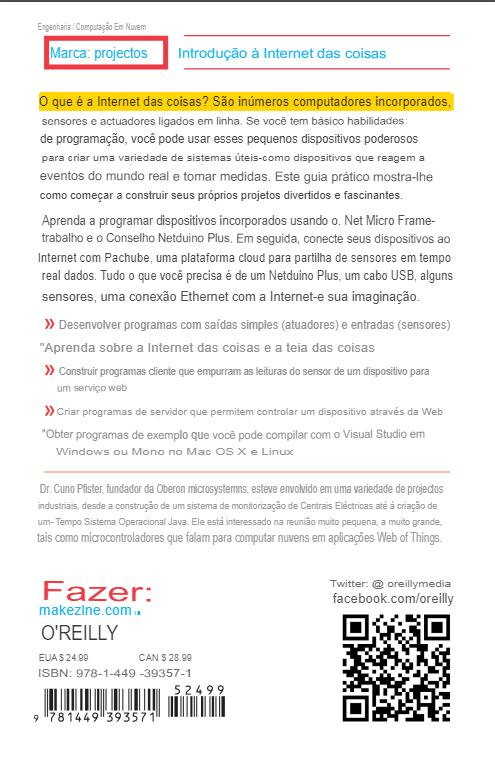 Engenharia / Computação Em Nuvem
Marca: projectos
Introdução à Internet das coisas
O que é a Internet das coisas? São inúmeros computadores incorporados,
sensores e actuadores ligados em linha. Se você tem básico habilidades:
de programação, você pode usar esses pequenos dispositivos poderosos
para criar uma variedade de sistemas úteis-como dispositivos que reagem a
eventos do mundo real e tomar medidas. Este guia prático mostra-lhe
como começar a construir seus próprios projetos divertidos e fascinantes.
Aprenda a programar dispositivos incorporados usando o. Net Micro Frame-
trabalho e o Conselho Netduino Plus. Em seguida, conecte seus dispositivos ao
Internet com Pachube, uma plataforma cloud para partilha de sensores em tempo
real dados. Tudo o que você precisa é de um Netduino Plus, um cabo USB, alguns
sensores, uma conexão Ethernet com a Internet-e sua imaginação.
» Desenvolver programas com saídas simples (atuadores) e entradas (sensores)
"Aprenda sobre a Internet das coisas e a teia das coisas
» Construir programas cliente que empurram as leituras do sensor de um dispositivo para
um serviço web
» Criar programas de servidor que permitem controlar um dispositivo através da Web
"Obter programas de exemplo que você pode compilar com o Visual Studio em
Windows ou Mono no Mac OS X e Linux
Dr. Cuno Pfister, fundador da Oberon microsystemns, esteve envolvido em uma variedade de projectos
industriais, desde a construção de um sistema de monitorização de Centrais Eléctricas até á criação de
um- Tempo Sistema Operacional Java. Ele está interessado na reunião muito pequena, a muito grande,
tais como microcontroladores que falam para computar nuvens em aplicações Web of Things.
Fazer:
makezlne.com
O'REILLY
EUA $ 24.99 CAN $ 28.99
ISBN: 978-1-449 -39357-1
52499
9 781449 393571
Twitter: @ oreillymedia
facebook.com/oreilly